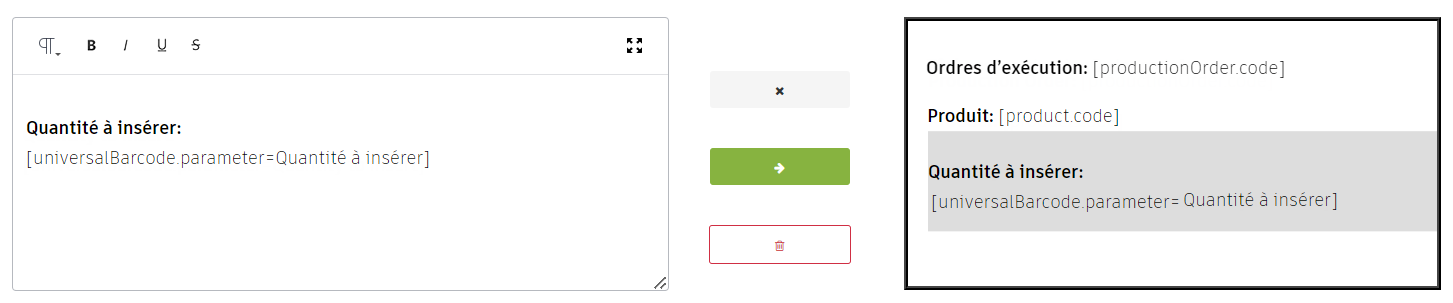 B I U S
Quantité à insérer:
[universalBarcode.parameter=Quantité à insérer]
Ordres d’exécution: [productionOrder.code]
Produit: [product.code]
Quantité à insérer:
[universalBarcode.parameter= Quantité à insérer]